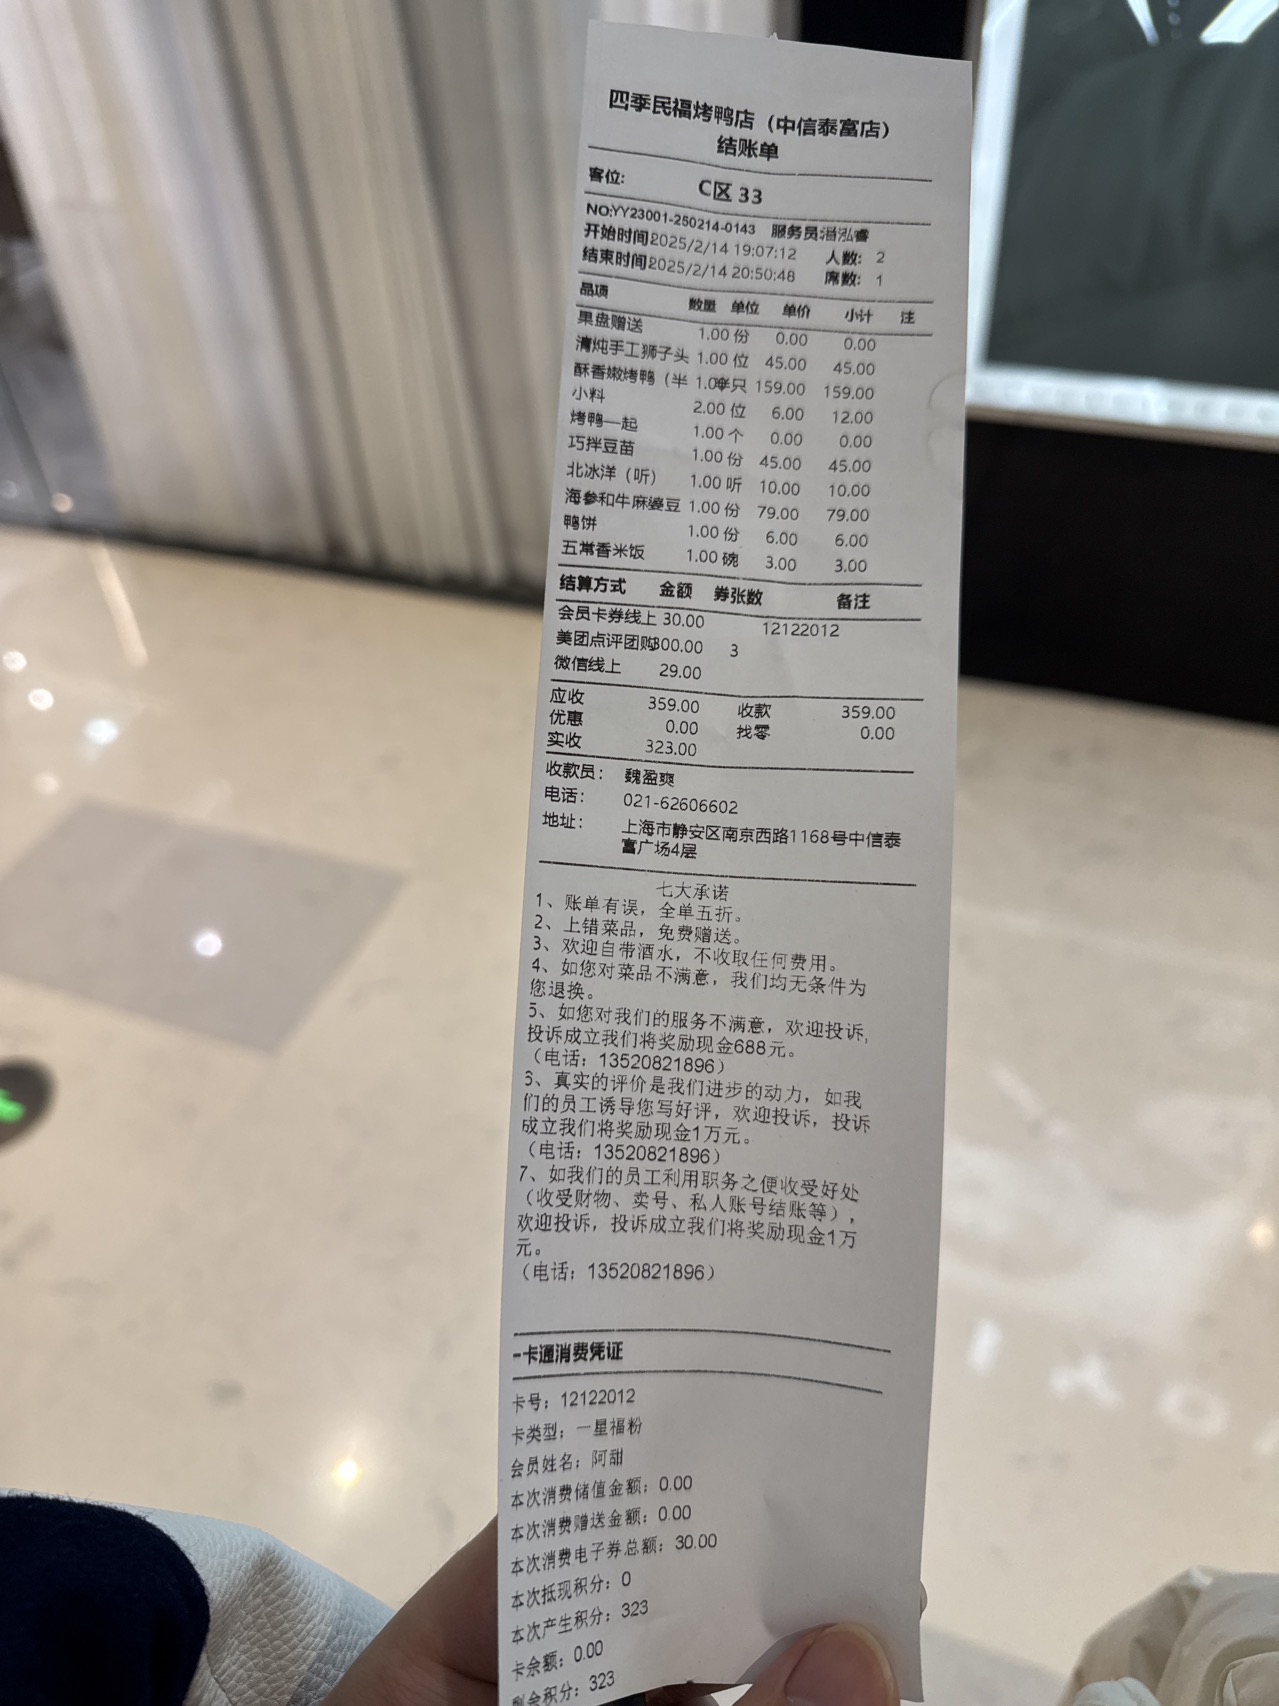 四季民福烤鸭店（中信泰富店）
结账单
客位： C区 33
NO:YY23001-250214-0143 服务员: 泓睿
开始时间2025/2/14 19:07:12 人数： 2
结束时间2025/2/14 20:50:48 席数： 1
品项 数量 单位 单价 小计 注
果盘赠送 1.00 份 0.00 0.00
清炖手工狮子头 1.00 位 45.00 45.00
酥香嫩烤鸭（半 1.00 半只 159.00 159.00
小料 2.00 位 6.00 12.00
烤鸭一起 1.00 个 0.00 0.00
巧拌豆苗 1.00 份 45.00 45.00
北冰洋（听） 1.00 听 10.00 10.00
海参和牛麻婆豆 1.00 份 79.00 79.00
鸭饼 1.00 份 6.00 6.00
五常香米饭 1.00 碗 3.00 3.00
结算方式 金额 券张数 备注
会员卡券线上 30.00 12122012
美团点评团购300.00 3
微信线上 29.00
应收 359.00 收款 359.00
优惠 0.00 找零 0.00
实收 323.00
收款员： 魏盈爽
电话： 021-62606602
地址： 上海市静安区南京西路1168号中信泰
富广场4层
七大承诺
1、账单有误，全单五折。
2、上错菜品，免费赠送。
3、欢迎自带酒水，不收取任何费用。
4、如您对菜品不满意，我们均无条件为
您退换。
5、如您对我们的服务不满意，欢迎投诉,
投诉成立我们将奖励现金688元。
（电话：13520821896）
6、真实的评价是我们进步的动力，如我
们的员工诱导您写好评，欢迎投诉，投诉
成立我们将奖励现金1万元。
（电话：13520821896）
7、如我们的员工利用职务之便收受好处
（收受财物、卖号、私人账号结账等），
欢迎投诉，投诉成立我们将奖励现金1万
元。
（电话：13520821896）
一卡通消费凭证
卡号：12122012
卡类型：一星福粉
会员姓名：阿甜
本次消费储值金额：0.00
本次消费赠送金额：0.00
本次消费电子券总额：30.00
本次抵现积分：0
本次产生积分：323
卡余额：0.00
剩余积分：323